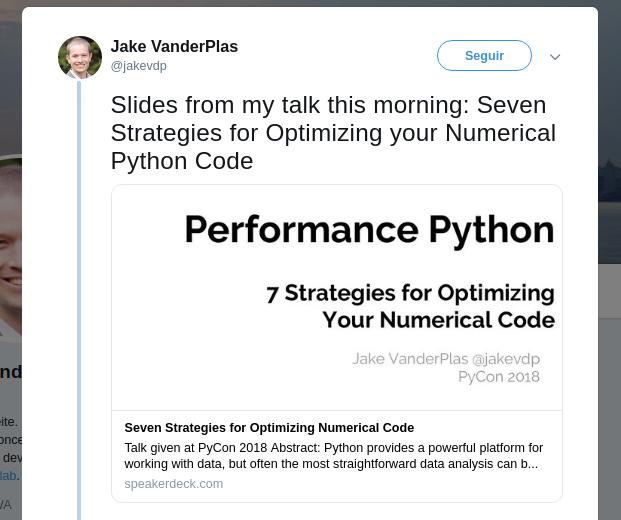 Jake VanderPlas
@jakevdp
Seguir
Slides from my talk this morning: Seven
Strategies for Optimizing your Numerical
Python Code
Performance Python
7 Strategies for Optimizing
Your Numerical Code
Jake VanderPlas @jakevdp
PyCon 2018
Seven Strategies for Optimizing Numerical Code
Talk given at PyCon 2018 Abstract: Python provides a powerful platform for
working with data, but often the most straightforward data analysis can b...
speakerdeck.com